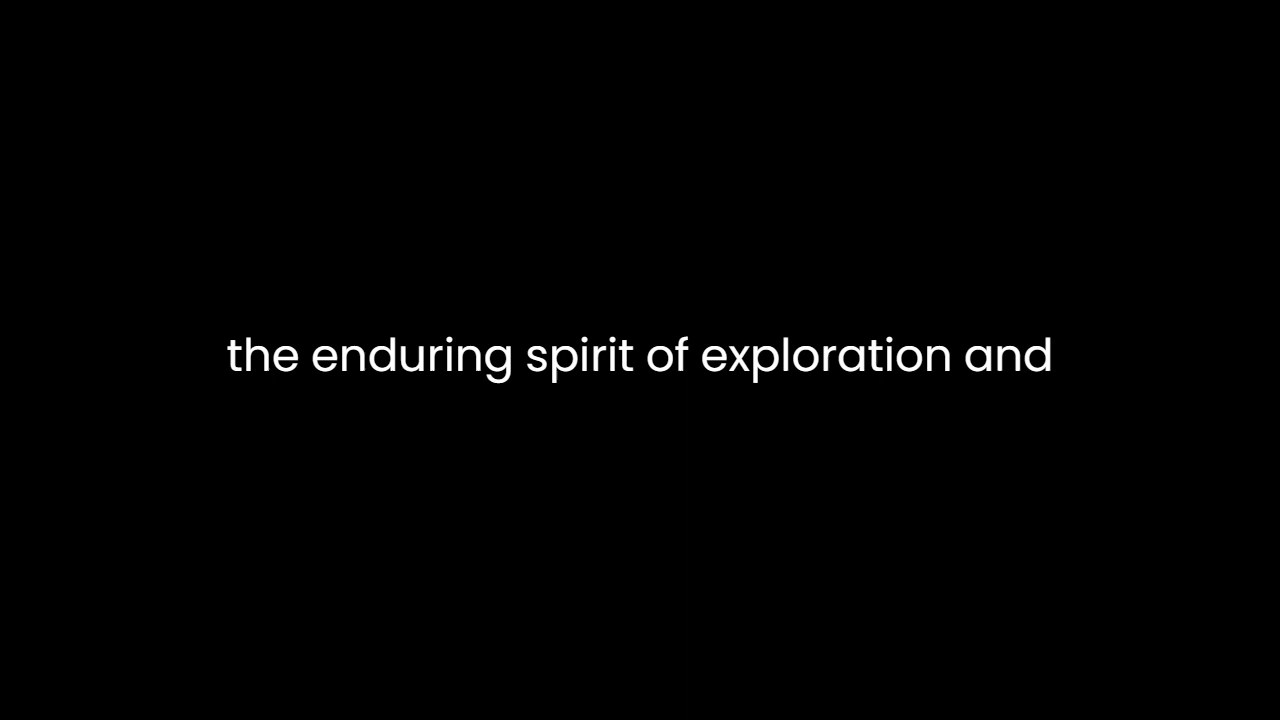 the enduring spirit of exploration and